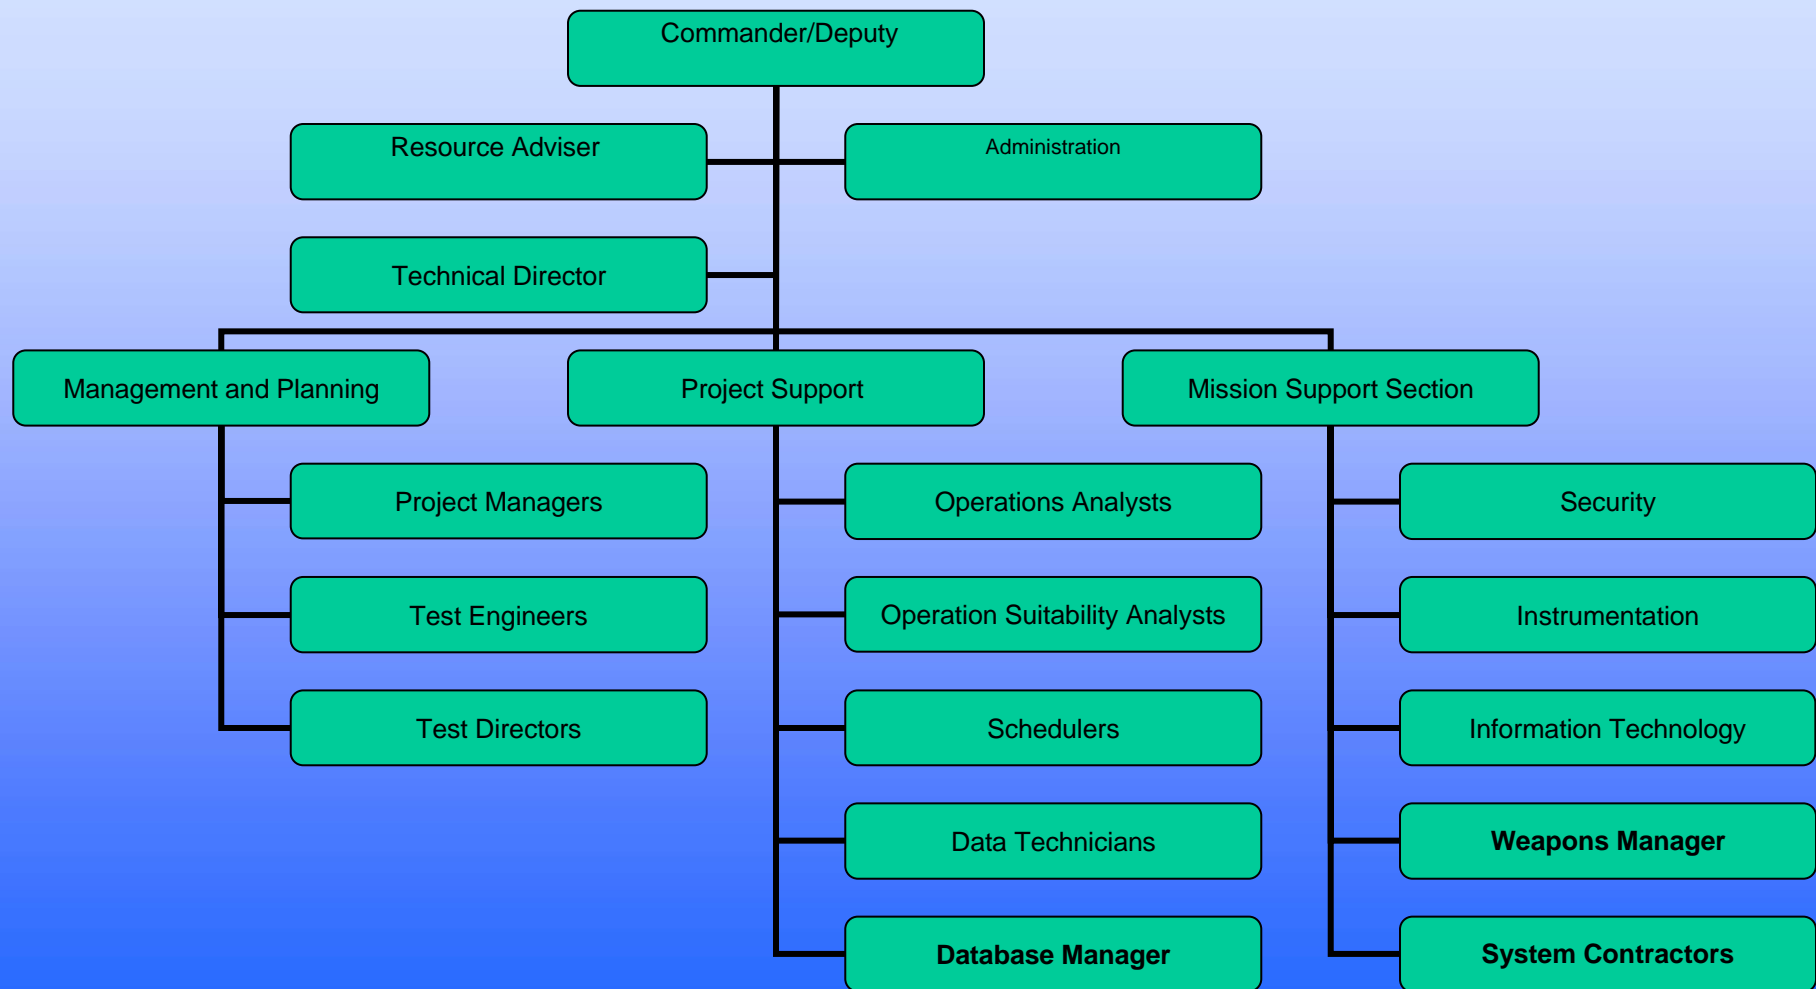 Commander/Deputy
Resource Adviser
Administration
Technical Director
Management and Planning
Project Support
Mission Support Section
Project Managers
Operations Analysts
Security
Test Engineers
Operation Suitability Analysts
Instrumentation
Test Directors
Schedulers
Information Technology
Data Technicians
Weapons Manager
Database Manager
System Contractors